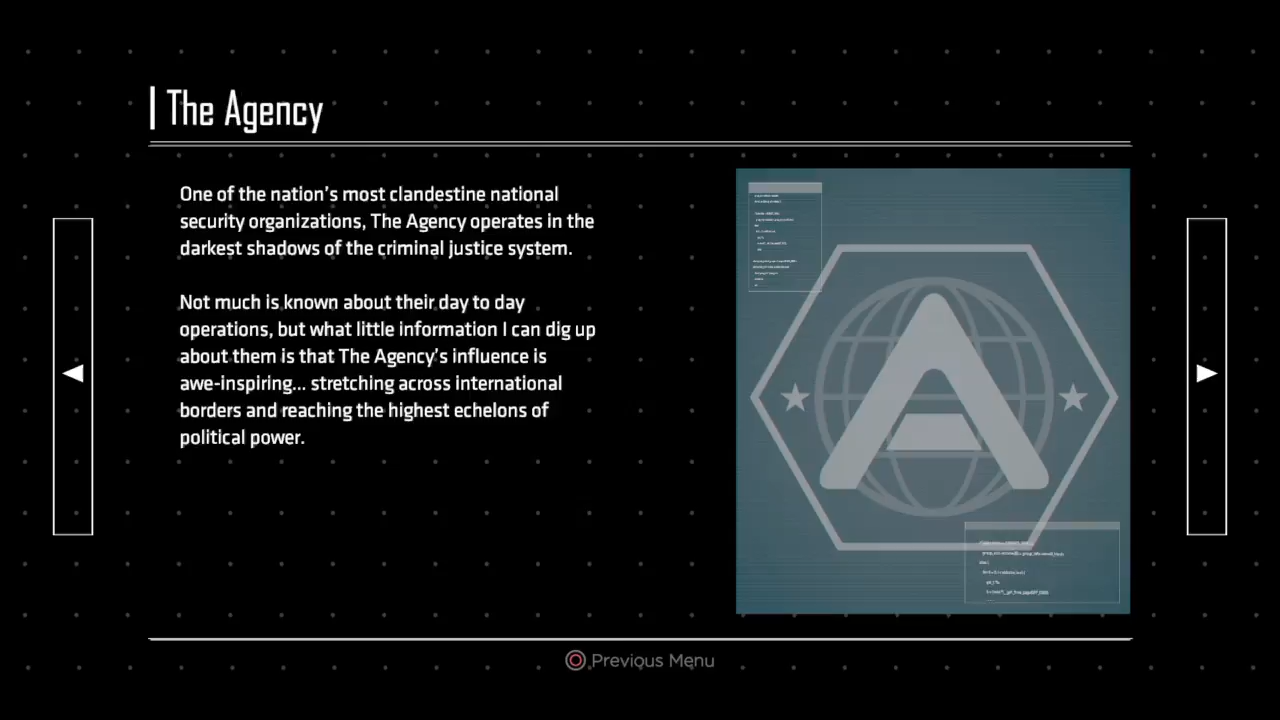 The Agency
One of the nation's most clandestine national
security organizations, The Agency operates in the
darkest shadows of the criminal justice system.
Not much is known about their day to day
operations, but what little information I can dig up
about them is that The Agency's influence is
awe-inspiring... stretching across international
borders and reaching the highest echelons of
political power.
Previous Menu